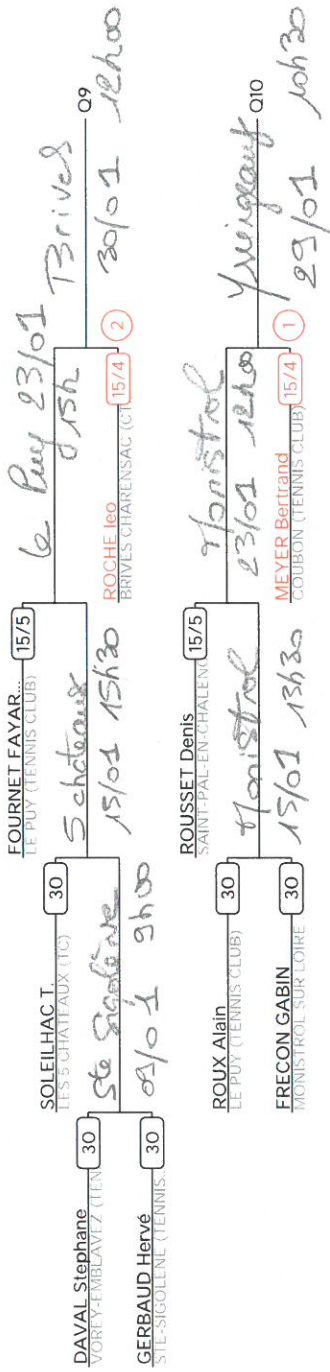 DAVAL Stephane 30
VOREY-EMBLAVEZ (TEN
Ste Sigolène
09/01 9h00
GERBAUD Hervé 30
STE-SIGOLENE (TENNIS...
SOLEILHAC T. 30
LES 5 CHATEAUX (TC)
5 chateaux
15/01 15h30
FOURNET FAYAR... 15/5
LE PUY (TENNIS CLUB)
le Puy 23/01
15h
ROCHE leo 15/4 2
BRIVES CHARENSAC (CT
Brives
Q9
30/01 12h00
ROUX Alain 30
LE PUY (TENNIS CLUB)
Monistrol
15/01 13h30
FRECON GABIN 30
MONISTROL SUR LOIRE
ROUSSET Denis 15/5
SAINT-PAL-EN-CHALENC
Monistrol
23/01 12h00
MEYER Bertrand 15/4 1
COUBON (TENNIS CLUB)
Q10
29/01 10h30